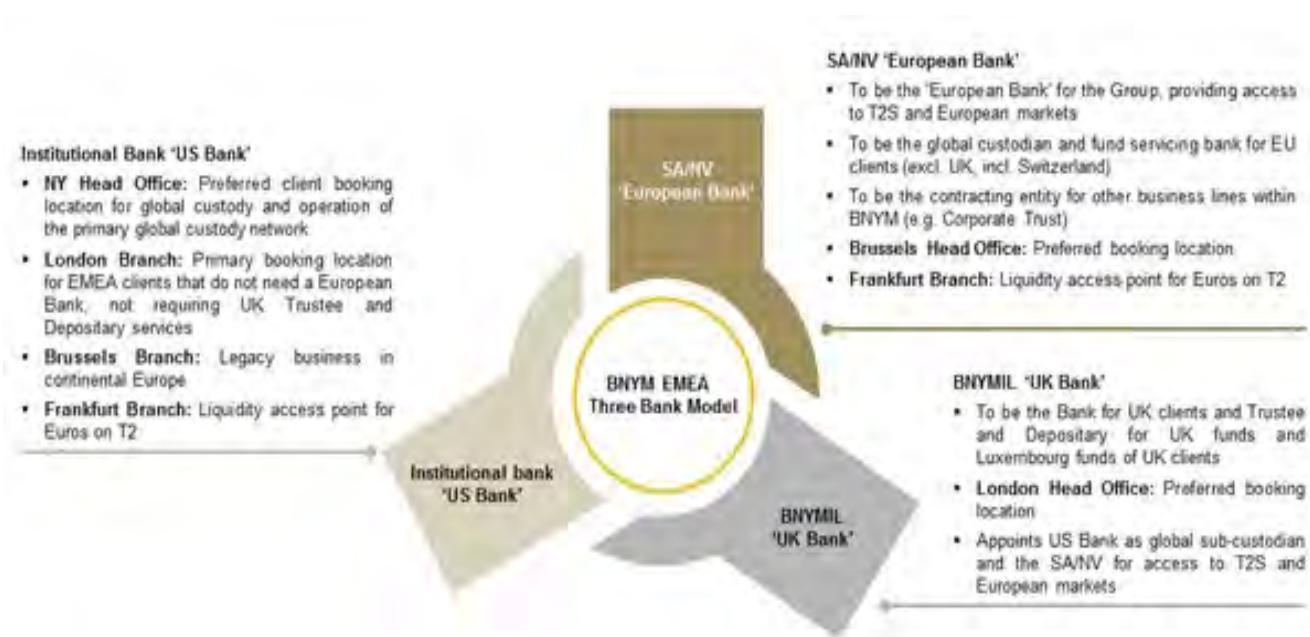 Institutional Bank 'US Bank'
▪ NY Head Office: Preferred client booking
location for global custody and operation of
the primary global custody network
▪ London Branch: Primary booking location
for EMEA clients that do not need a European
Bank, not requiring UK Trustee and
Depositary services
▪ Brussels Branch: Legacy business in
continental Europe
▪ Frankfurt Branch: Liquidity access point for
Euros on T2
SA/NV
'European Bank'
BNYM EMEA
Three Bank Model
Institutional bank
'US Bank'
BNYMIL
'UK Bank'
SA/NV 'European Bank'
▪ To be the 'European Bank' for the Group, providing access
to T2S and European markets
▪ To be the global custodian and fund servicing bank for EU
clients (excl. UK, incl. Switzerland)
▪ To be the contracting entity for other business lines within
BNYM (e.g. Corporate Trust)
▪ Brussels Head Office: Preferred booking location
▪ Frankfurt Branch: Liquidity access point for Euros on T2
BNYMIL 'UK Bank'
▪ To be the Bank for UK clients and Trustee
and Depositary for UK funds and
Luxembourg funds of UK clients
▪ London Head Office: Preferred booking
location
▪ Appoints US Bank as global sub-custodian
and the SA/NV for access to T2S and
European markets